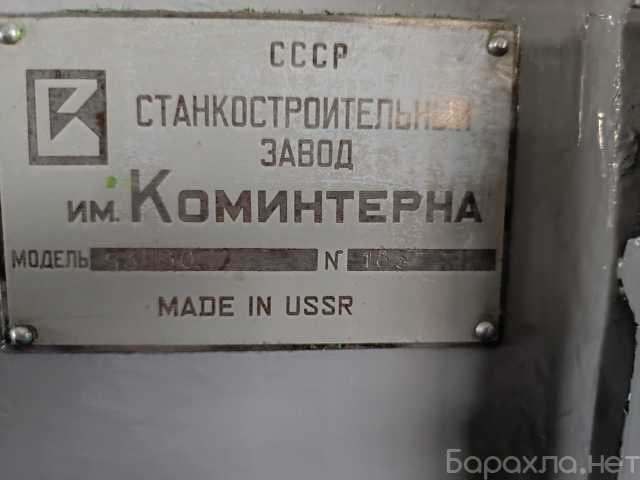 СССР
СТАНКОСТРОИТЕЛЬНЫЙ
ЗАВОД
ИМ. КОМИНТЕРНА
МОДЕЛЬ № 
MADE IN USSR
Барахла.нет